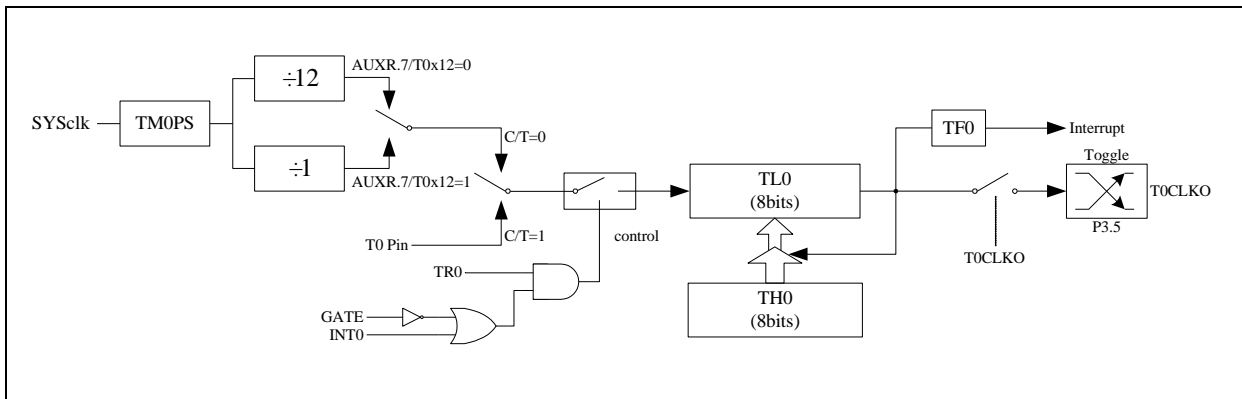 AUXR.7/T0x12=0
÷12
SYSclk
TM0PS
C/T=0
÷1
AUXR.7/T0x12=1
T0 Pin
C/T=1
control
TR0
GATE
INT0
TL0
(8bits)
TH0
(8bits)
TF0
Interrupt
Toggle
T0CLKO
P3.5
T0CLKO